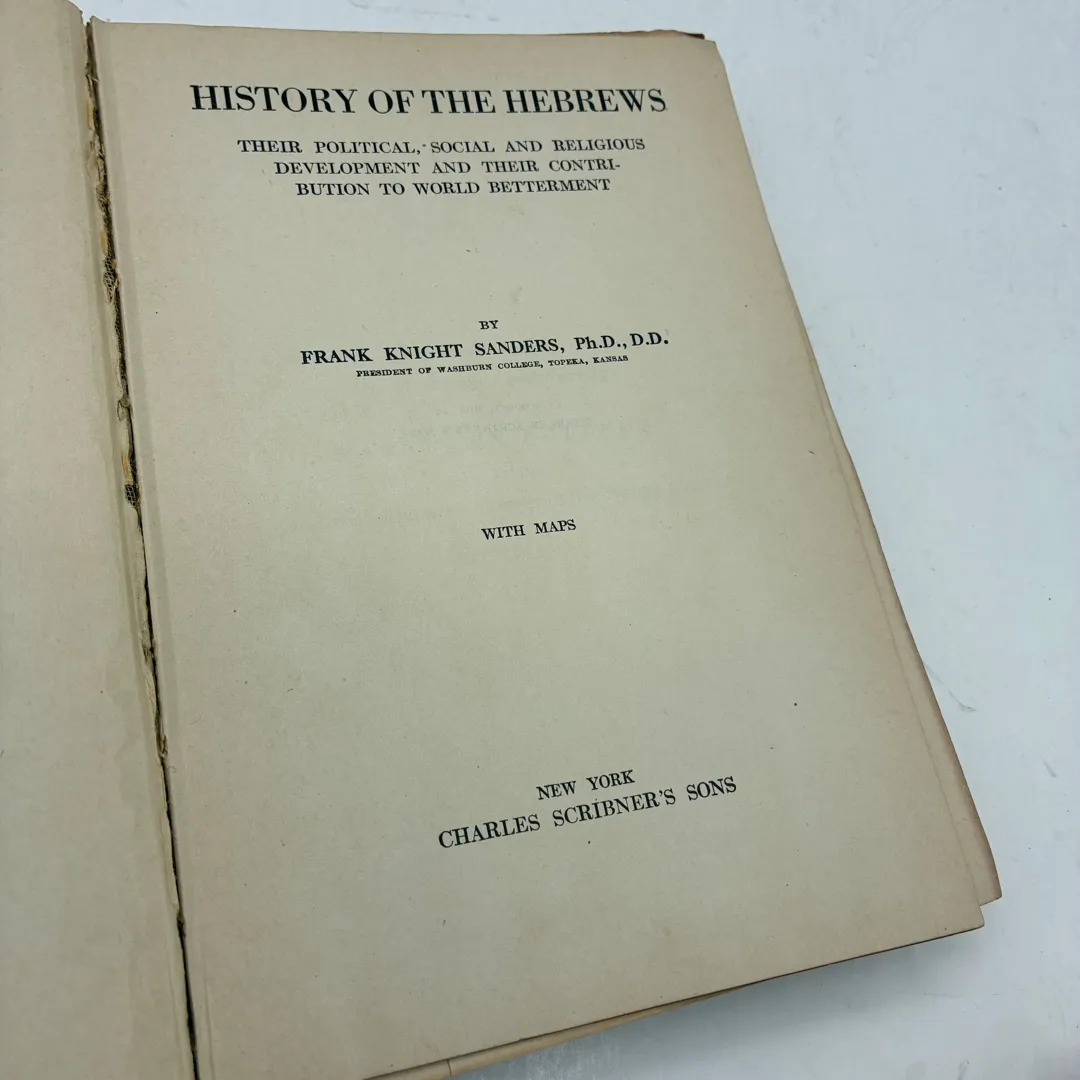 HISTORY OF THE HEBREWS
THEIR POLITICAL, SOCIAL AND RELIGIOUS
DEVELOPMENT AND THEIR CONTRI-
BUTION TO WORLD BETTERMENT
BY
FRANK KNIGHT SANDERS, Ph.D., D.D.
PRESIDENT OF WASHBURN COLLEGE, TOPEKA, KANSAS
WITH MAPS
NEW YORK
CHARLES SCRIBNER'S SONS